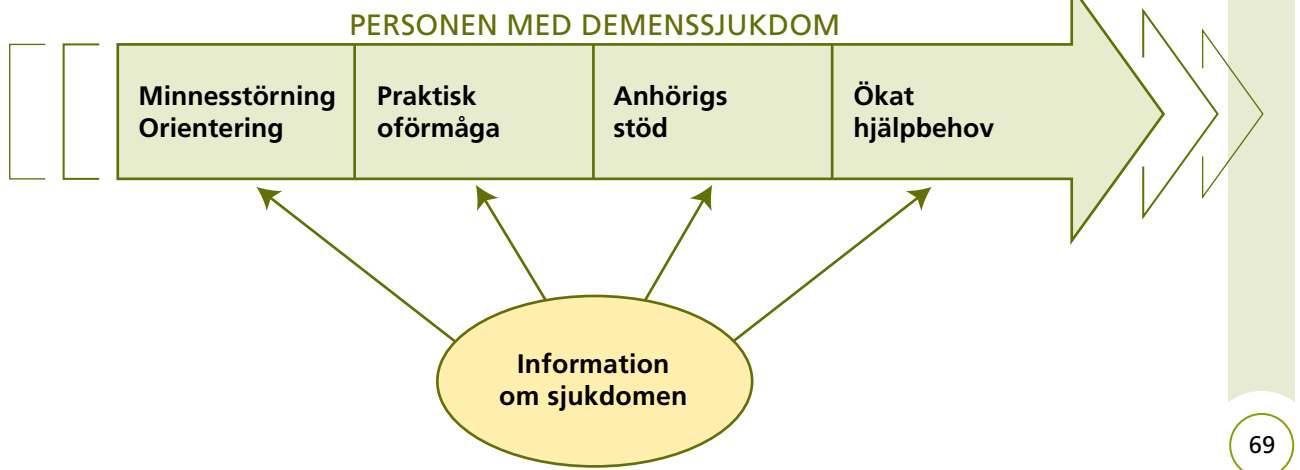 PERSONEN MED DEMENSSJUKDOM
Minnesstörning
Orientering
Praktisk
oförmåga
Anhörigs
stöd
Ökat
hjälpbehov
Information
om sjukdomen
69